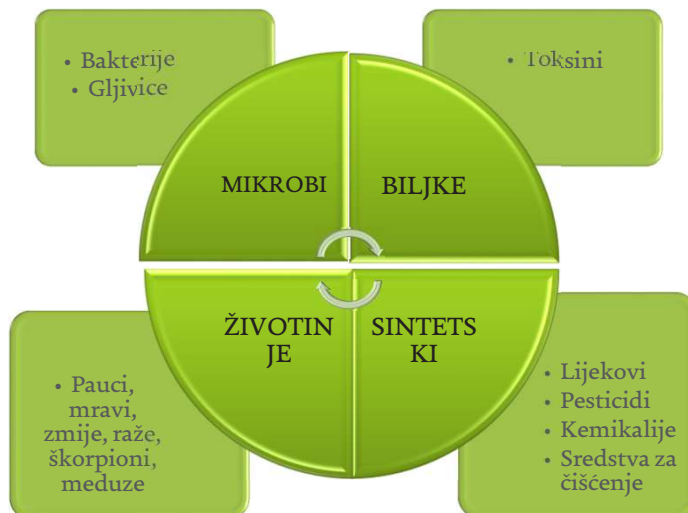 • Bakterije
• Gljivice
• Toksini
MIKROBI
BILJKE
ŽIVOTIN
JE
SINTETS
KI
• Pauci,
mravi,
zmije, raže,
škorpioni,
meduze
• Lijekovi
• Pesticidi
• Kemikalije
• Sredstva za
čišćenje